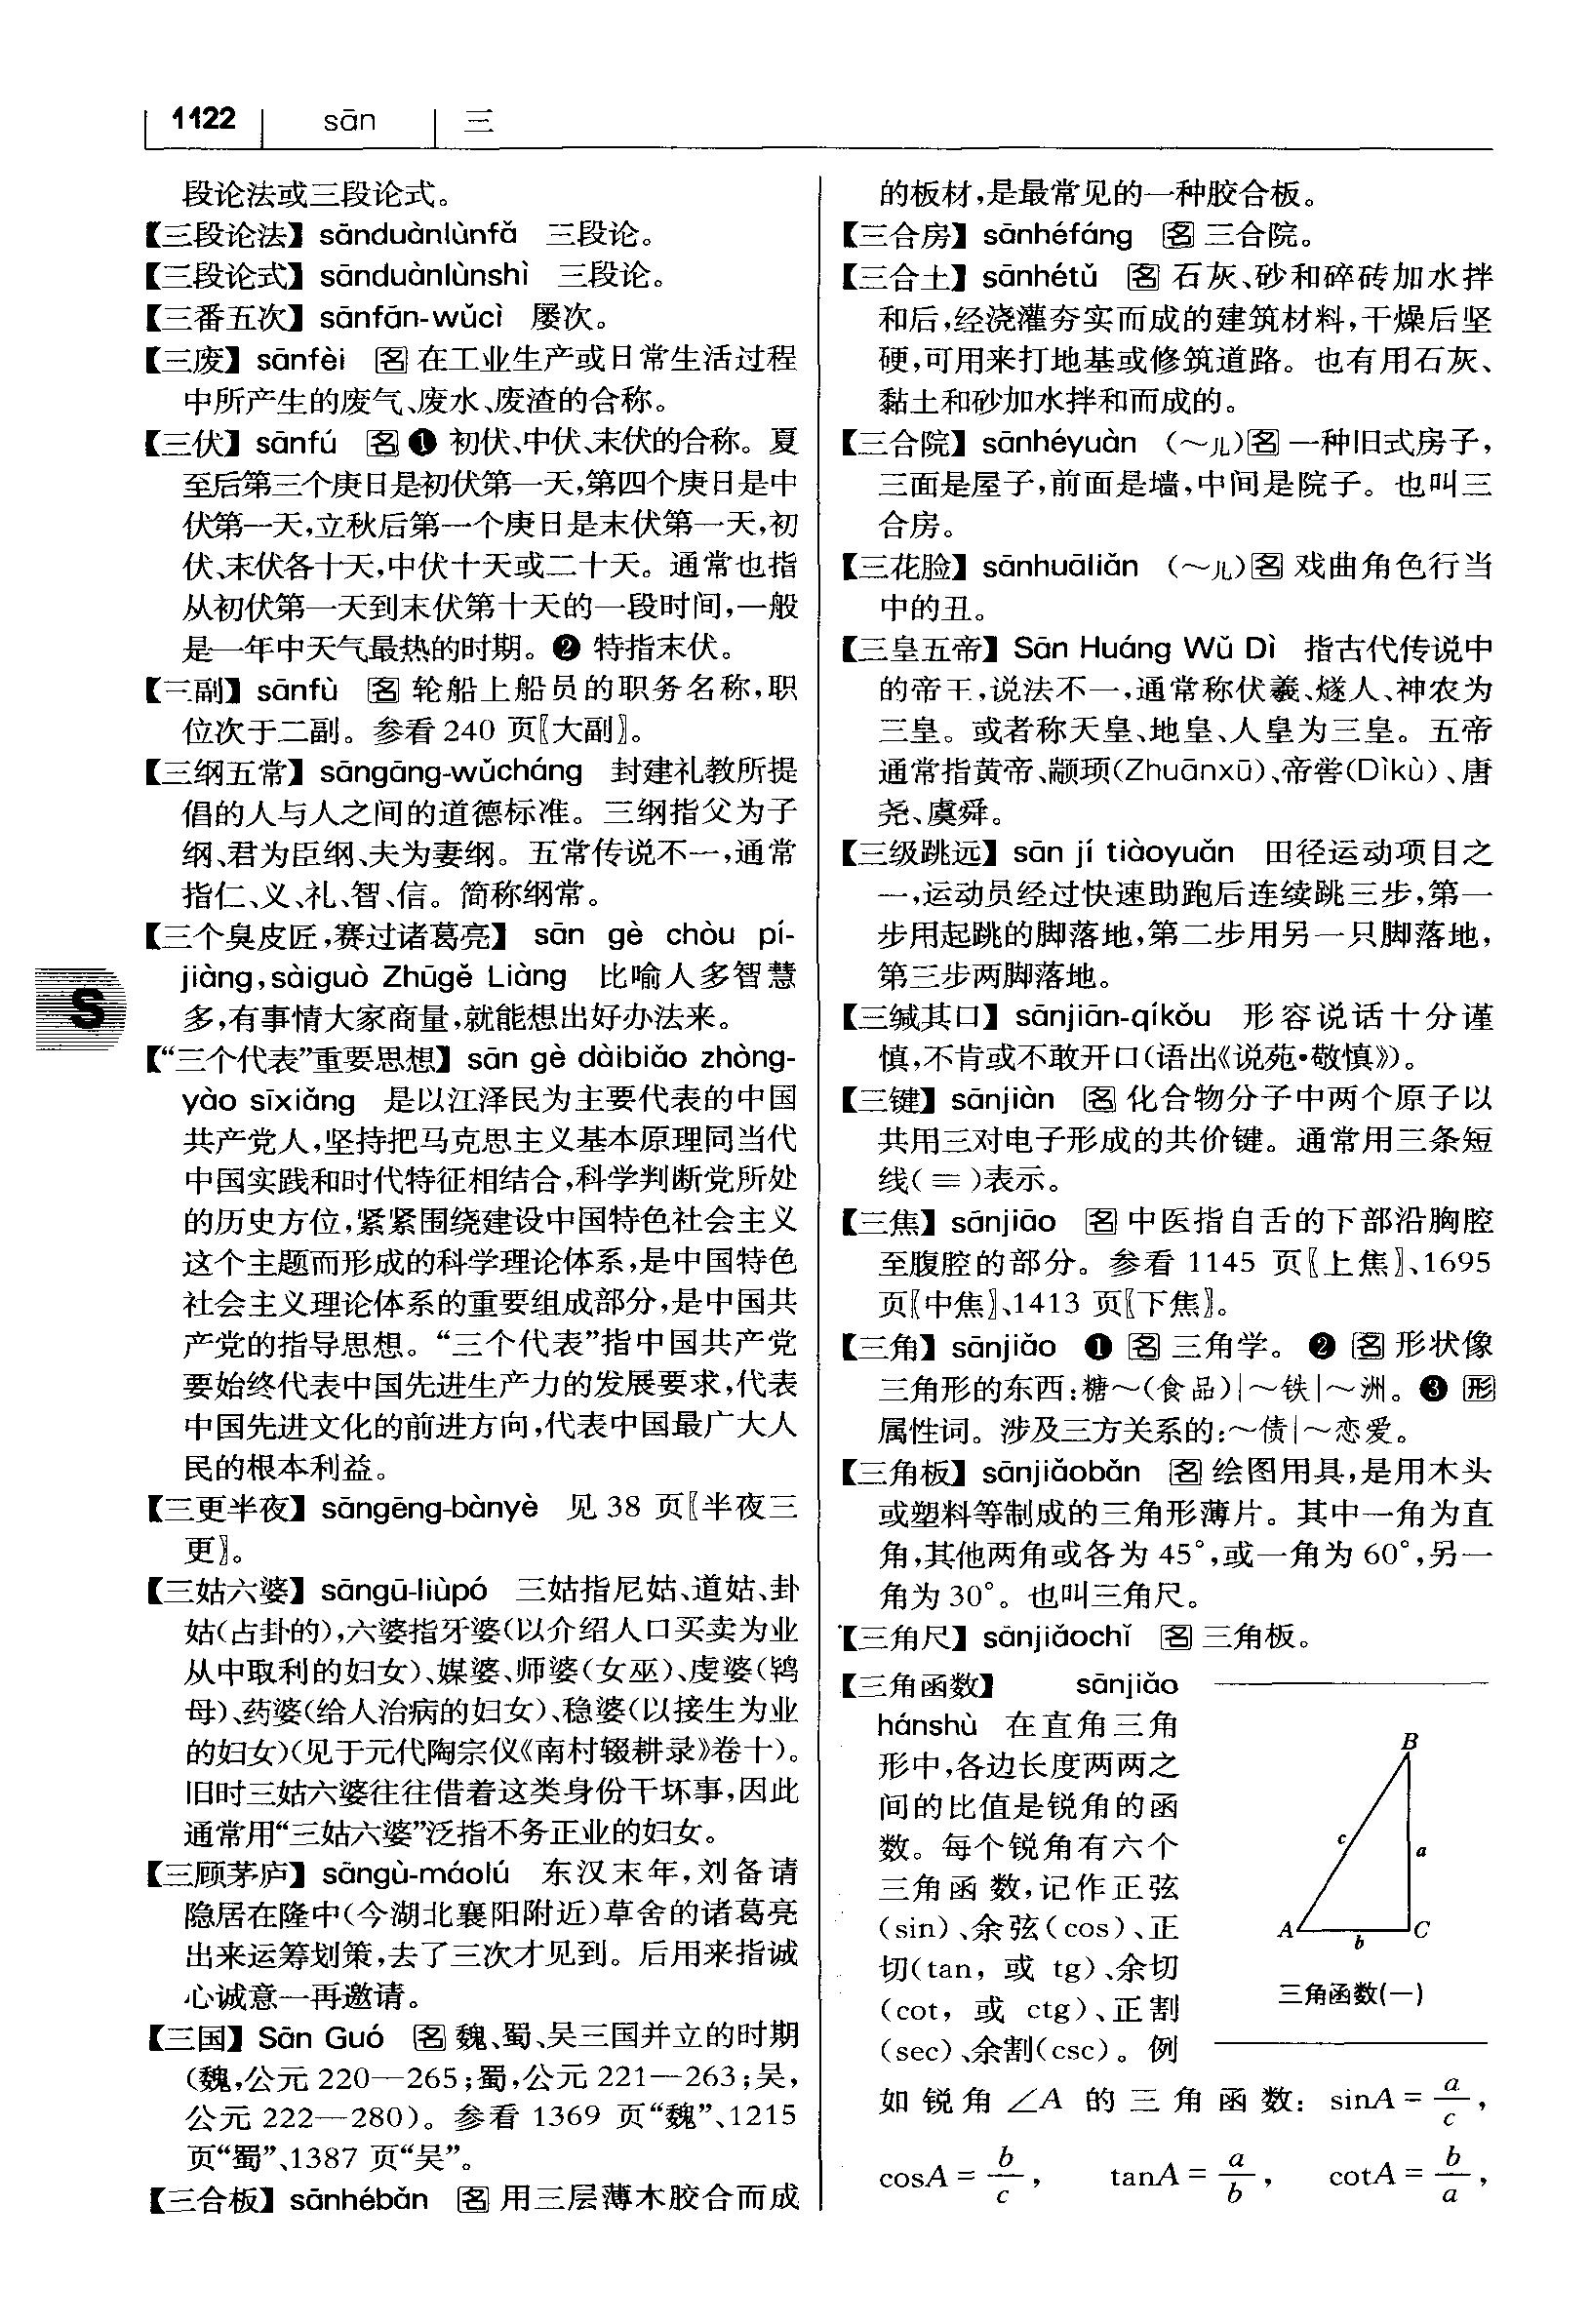 1122 sān 三
段论法或三段论式。
【三段论法】 sānduànlùnfǎ 三段论。
【三段论式】 sānduànlùnshì 三段论。
【三番五次】 sānfān-wǔcì 屡次。
【三废】 sānfèi 名 在工业生产或日常生活过程
中所产生的废气、废水、废渣的合称。
【三伏】 sānfú 名 ❶ 初伏、中伏、末伏的合称。夏
至后第三个庚日是初伏第一天,第四个庚日是中
伏第一天,立秋后第一个庚日是末伏第一天,初
伏、末伏各十天,中伏十天或二十天。通常也指
从初伏第一天到末伏第十天的一段时间,一般
是一年中天气最热的时期。❷ 特指末伏。
【三副】 sānfù 名 轮船上船员的职务名称,职
位次于二副。参看 240 页〖大副〗。
【三纲五常】 sāngāng-wǔcháng 封建礼教所提
倡的人与人之间的道德标准。三纲指父为子
纲、君为臣纲、夫为妻纲。五常传说不一,通常
指仁、义、礼、智、信。简称纲常。
【三个臭皮匠,赛过诸葛亮】 sān gè chòu pí-
jiàng,sàiguò Zhūgě Liàng 比喻人多智慧
多,有事情大家商量,就能想出好办法来。
【“三个代表”重要思想】 sān gè dàibiǎo zhòng-
yào sīxiǎng 是以江泽民为主要代表的中国
共产党人,坚持把马克思主义基本原理同当代
中国实践和时代特征相结合,科学判断党所处
的历史方位,紧紧围绕建设中国特色社会主义
这个主题而形成的科学理论体系,是中国特色
社会主义理论体系的重要组成部分,是中国共
产党的指导思想。“三个代表”指中国共产党
要始终代表中国先进生产力的发展要求,代表
中国先进文化的前进方向,代表中国最广大人
民的根本利益。
【三更半夜】 sāngēng-bànyè 见 38 页〖半夜三
更〗。
【三姑六婆】 sāngū-liùpó 三姑指尼姑、道姑、卦
姑(占卦的),六婆指牙婆(以介绍人口买卖为业
从中取利的妇女)、媒婆、师婆(女巫)、虔婆(鸨
母)、药婆(给人治病的妇女)、稳婆(以接生为业
的妇女)(见于元代陶宗仪《南村辍耕录》卷十)。
旧时三姑六婆往往借着这类身份干坏事,因此
通常用“三姑六婆”泛指不务正业的妇女。
【三顾茅庐】 sāngù-máolú 东汉末年,刘备请
隐居在隆中(今湖北襄阳附近)草舍的诸葛亮
出来运筹划策,去了三次才见到。后用来指诚
心诚意一再邀请。
【三国】 Sān Guó 名 魏、蜀、吴三国并立的时期
(魏,公元 220—265;蜀,公元 221—263;吴,
公元 222—280)。参看 1369 页“魏”、1215
页“蜀”、1387 页“吴”。
【三合板】 sānhébǎn 名 用三层薄木胶合而成
S
的板材,是最常见的一种胶合板。
【三合房】 sānhéfáng 名 三合院。
【三合土】 sānhétǔ 名 石灰、砂和碎砖加水拌
和后,经浇灌夯实而成的建筑材料,干燥后坚
硬,可用来打地基或修筑道路。也有用石灰、
黏土和砂加水拌和而成的。
【三合院】 sānhéyuàn (～儿)名 一种旧式房子,
三面是屋子,前面是墙,中间是院子。也叫三
合房。
【三花脸】 sānhuāliǎn (～儿)名 戏曲角色行当
中的丑。
【三皇五帝】 Sān Huáng Wǔ Dì 指古代传说中
的帝王,说法不一,通常称伏羲、燧人、神农为
三皇。或者称天皇、地皇、人皇为三皇。五帝
通常指黄帝、颛顼(Zhuānxū)、帝喾(Dìkù)、唐
尧、虞舜。
【三级跳远】 sān jí tiàoyuǎn 田径运动项目之
一,运动员经过快速助跑后连续跳三步,第一
步用起跳的脚落地,第二步用另一只脚落地,
第三步两脚落地。
【三缄其口】 sānjiān-qíkǒu 形容说话十分谨
慎,不肯或不敢开口(语出《说苑·敬慎》)。
【三键】 sānjiàn 名 化合物分子中两个原子以
共用三对电子形成的共价键。通常用三条短
线( ≡ )表示。
【三焦】 sānjiāo 名 中医指自舌的下部沿胸腔
至腹腔的部分。参看 1145 页〖上焦〗、1695
页〖中焦〗、1413 页〖下焦〗。
【三角】 sānjiǎo ❶ 名 三角学。❷ 名 形状像
三角形的东西:糖～(食品)|～铁|～洲。❸ 形
属性词。涉及三方关系的:～债|～恋爱。
【三角板】 sānjiǎobǎn 名 绘图用具,是用木头
或塑料等制成的三角形薄片。其中一角为直
角,其他两角或各为 45°,或一角为 60°,另一
角为 30°。也叫三角尺。
【三角尺】 sānjiǎochǐ 名 三角板。
【三角函数】 sānjiǎo
hánshù 在直角三角
形中,各边长度两两之
间的比值是锐角的函
数。每个锐角有六个
三角函数,记作正弦
(sin)、余弦(cos)、正
切(tan, 或 tg)、余切
(cot, 或 ctg)、正割
(sec)、余割(csc)。例
B
c
a
A
b
C
三角函数(一)
如锐角∠A 的三角函数: sinA = a/c ,
cosA = b/c , tanA = a/b , cotA = b/a ,